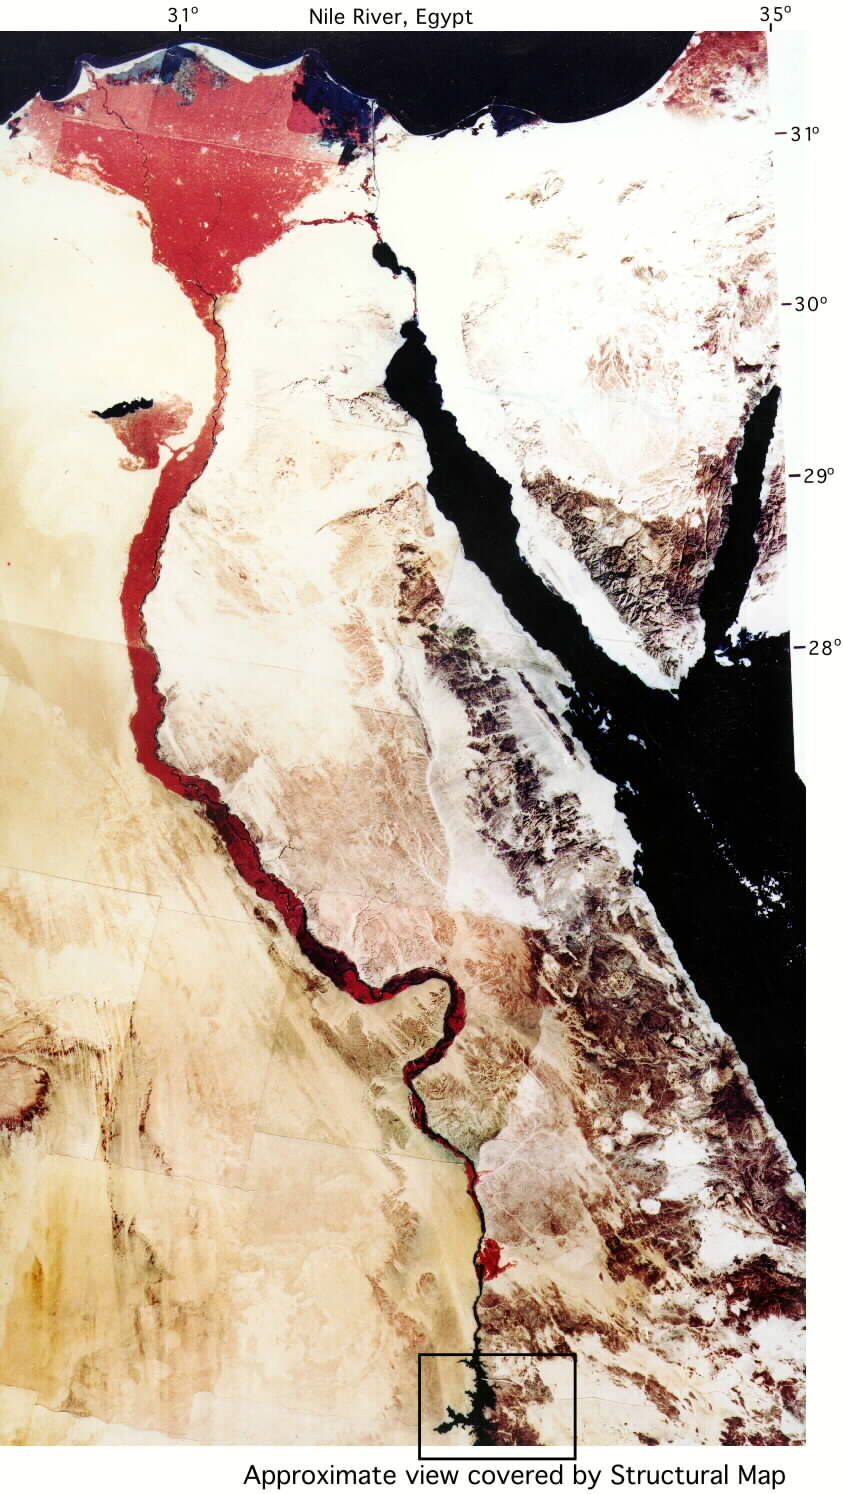 31° Nile River, Egypt 35°
31°
30°
29°
28°
Approximate view covered by Structural Map